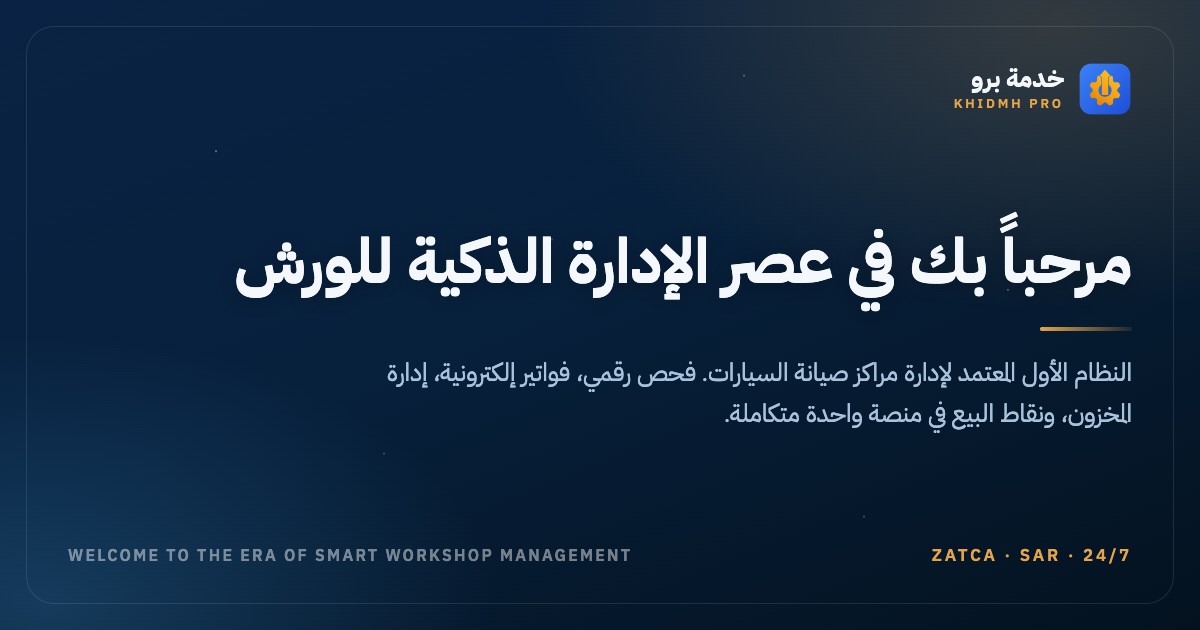 خدمة برو
KHIDMH PRO
مرحباً بك في عصر الإدارة الذكية للورش
النظام الأول المعتمد لإدارة مراكز صيانة السيارات. فحص رقمي، فواتير إلكترونية، إدارة
المخزون، ونقاط البيع في منصة واحدة متكاملة.
WELCOME TO THE ERA OF SMART WORKSHOP MANAGEMENT
ZATCA · SAR · 24/7